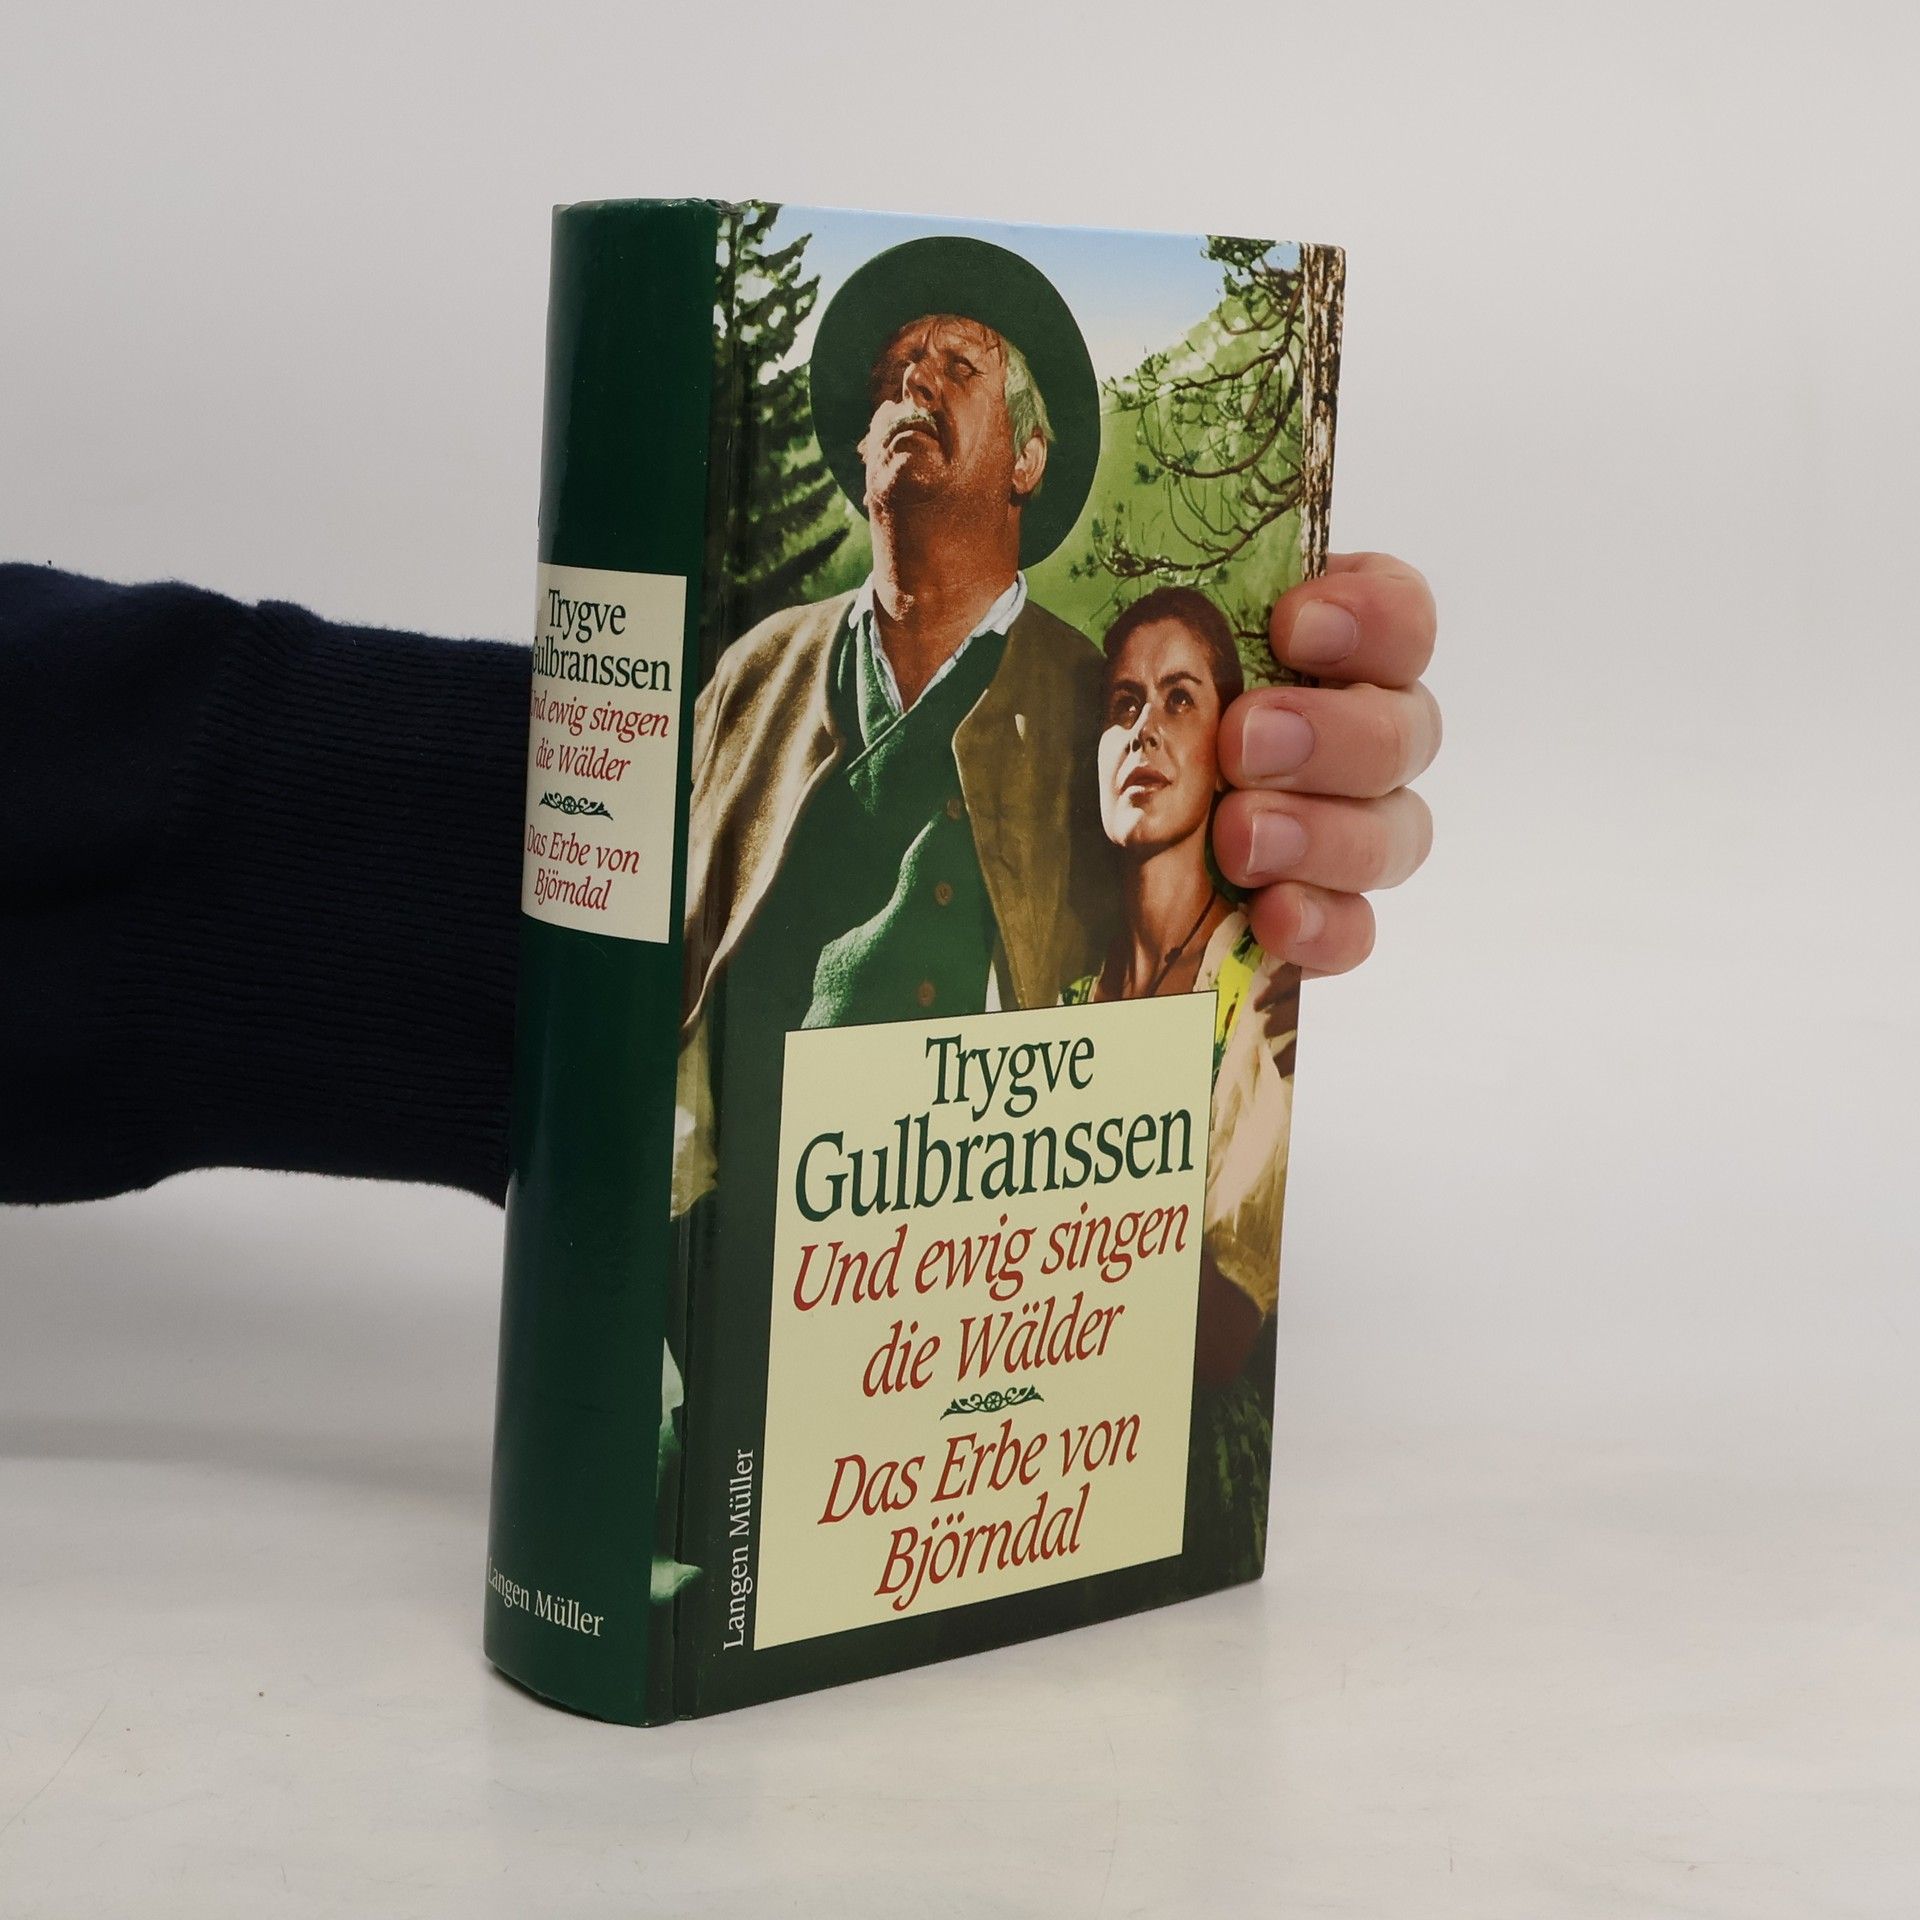 Trygve
Gulbranssen
Und ewig singen
die Wälder
Das Erbe von
Björndal
Langen Müller
Trygve
Gulbranssen
Und ewig singen
die Wälder
Das Erbe von
Björndal
Langen Müller